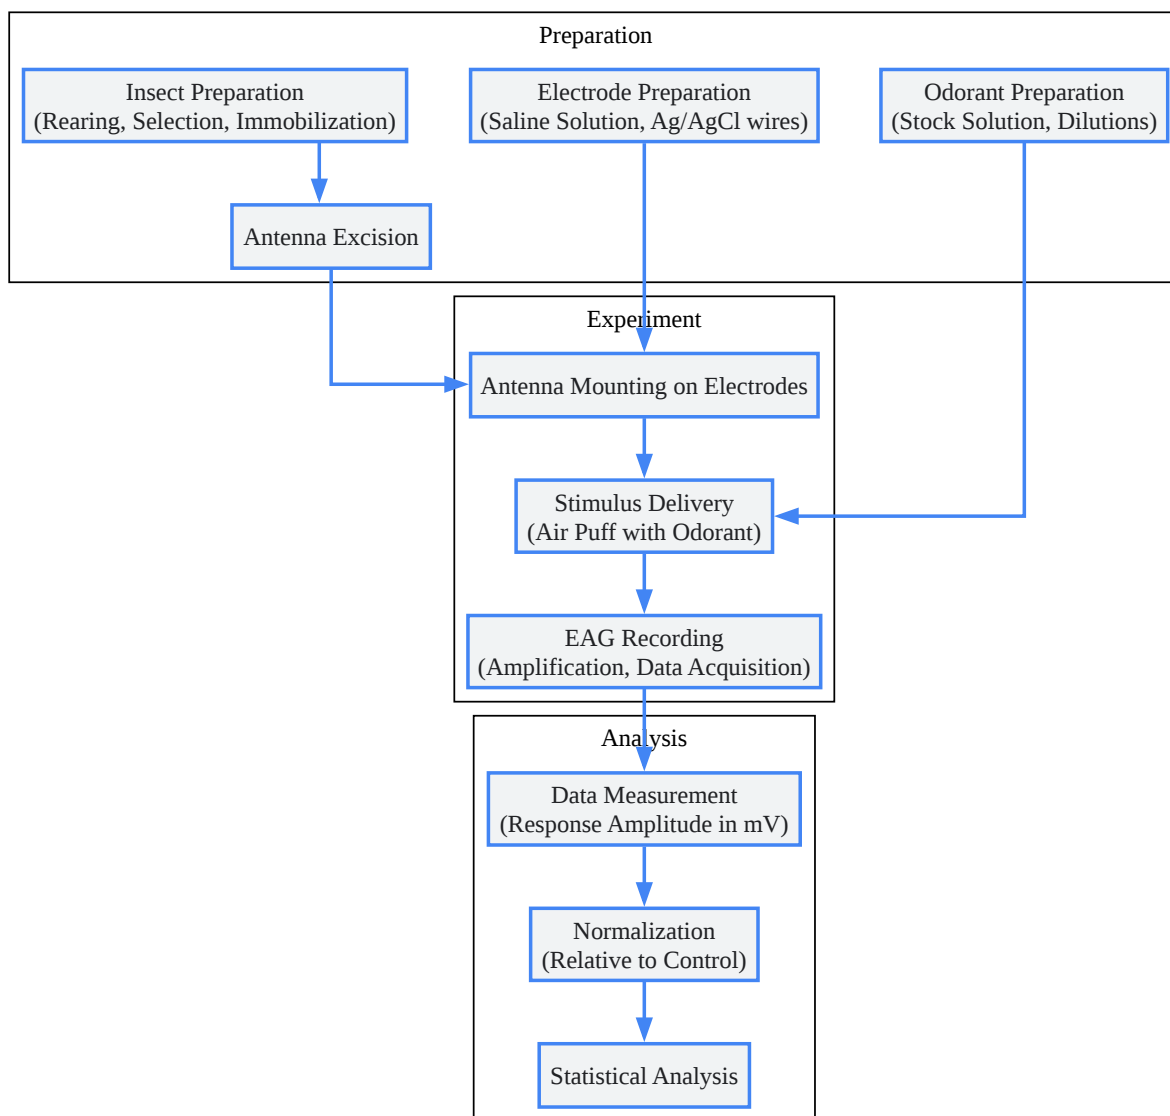 Preparation
Insect Preparation
(Rearing, Selection, Immobilization)
Electrode Preparation
(Saline Solution, Ag/AgCl wires)
Odorant Preparation
(Stock Solution, Dilutions)
Antenna Excision
Experiment
Antenna Mounting on Electrodes
Stimulus Delivery
(Air Puff with Odorant)
EAG Recording
(Amplification, Data Acquisition)
Analysis
Data Measurement
(Response Amplitude in mV)
Normalization
(Relative to Control)
Statistical Analysis